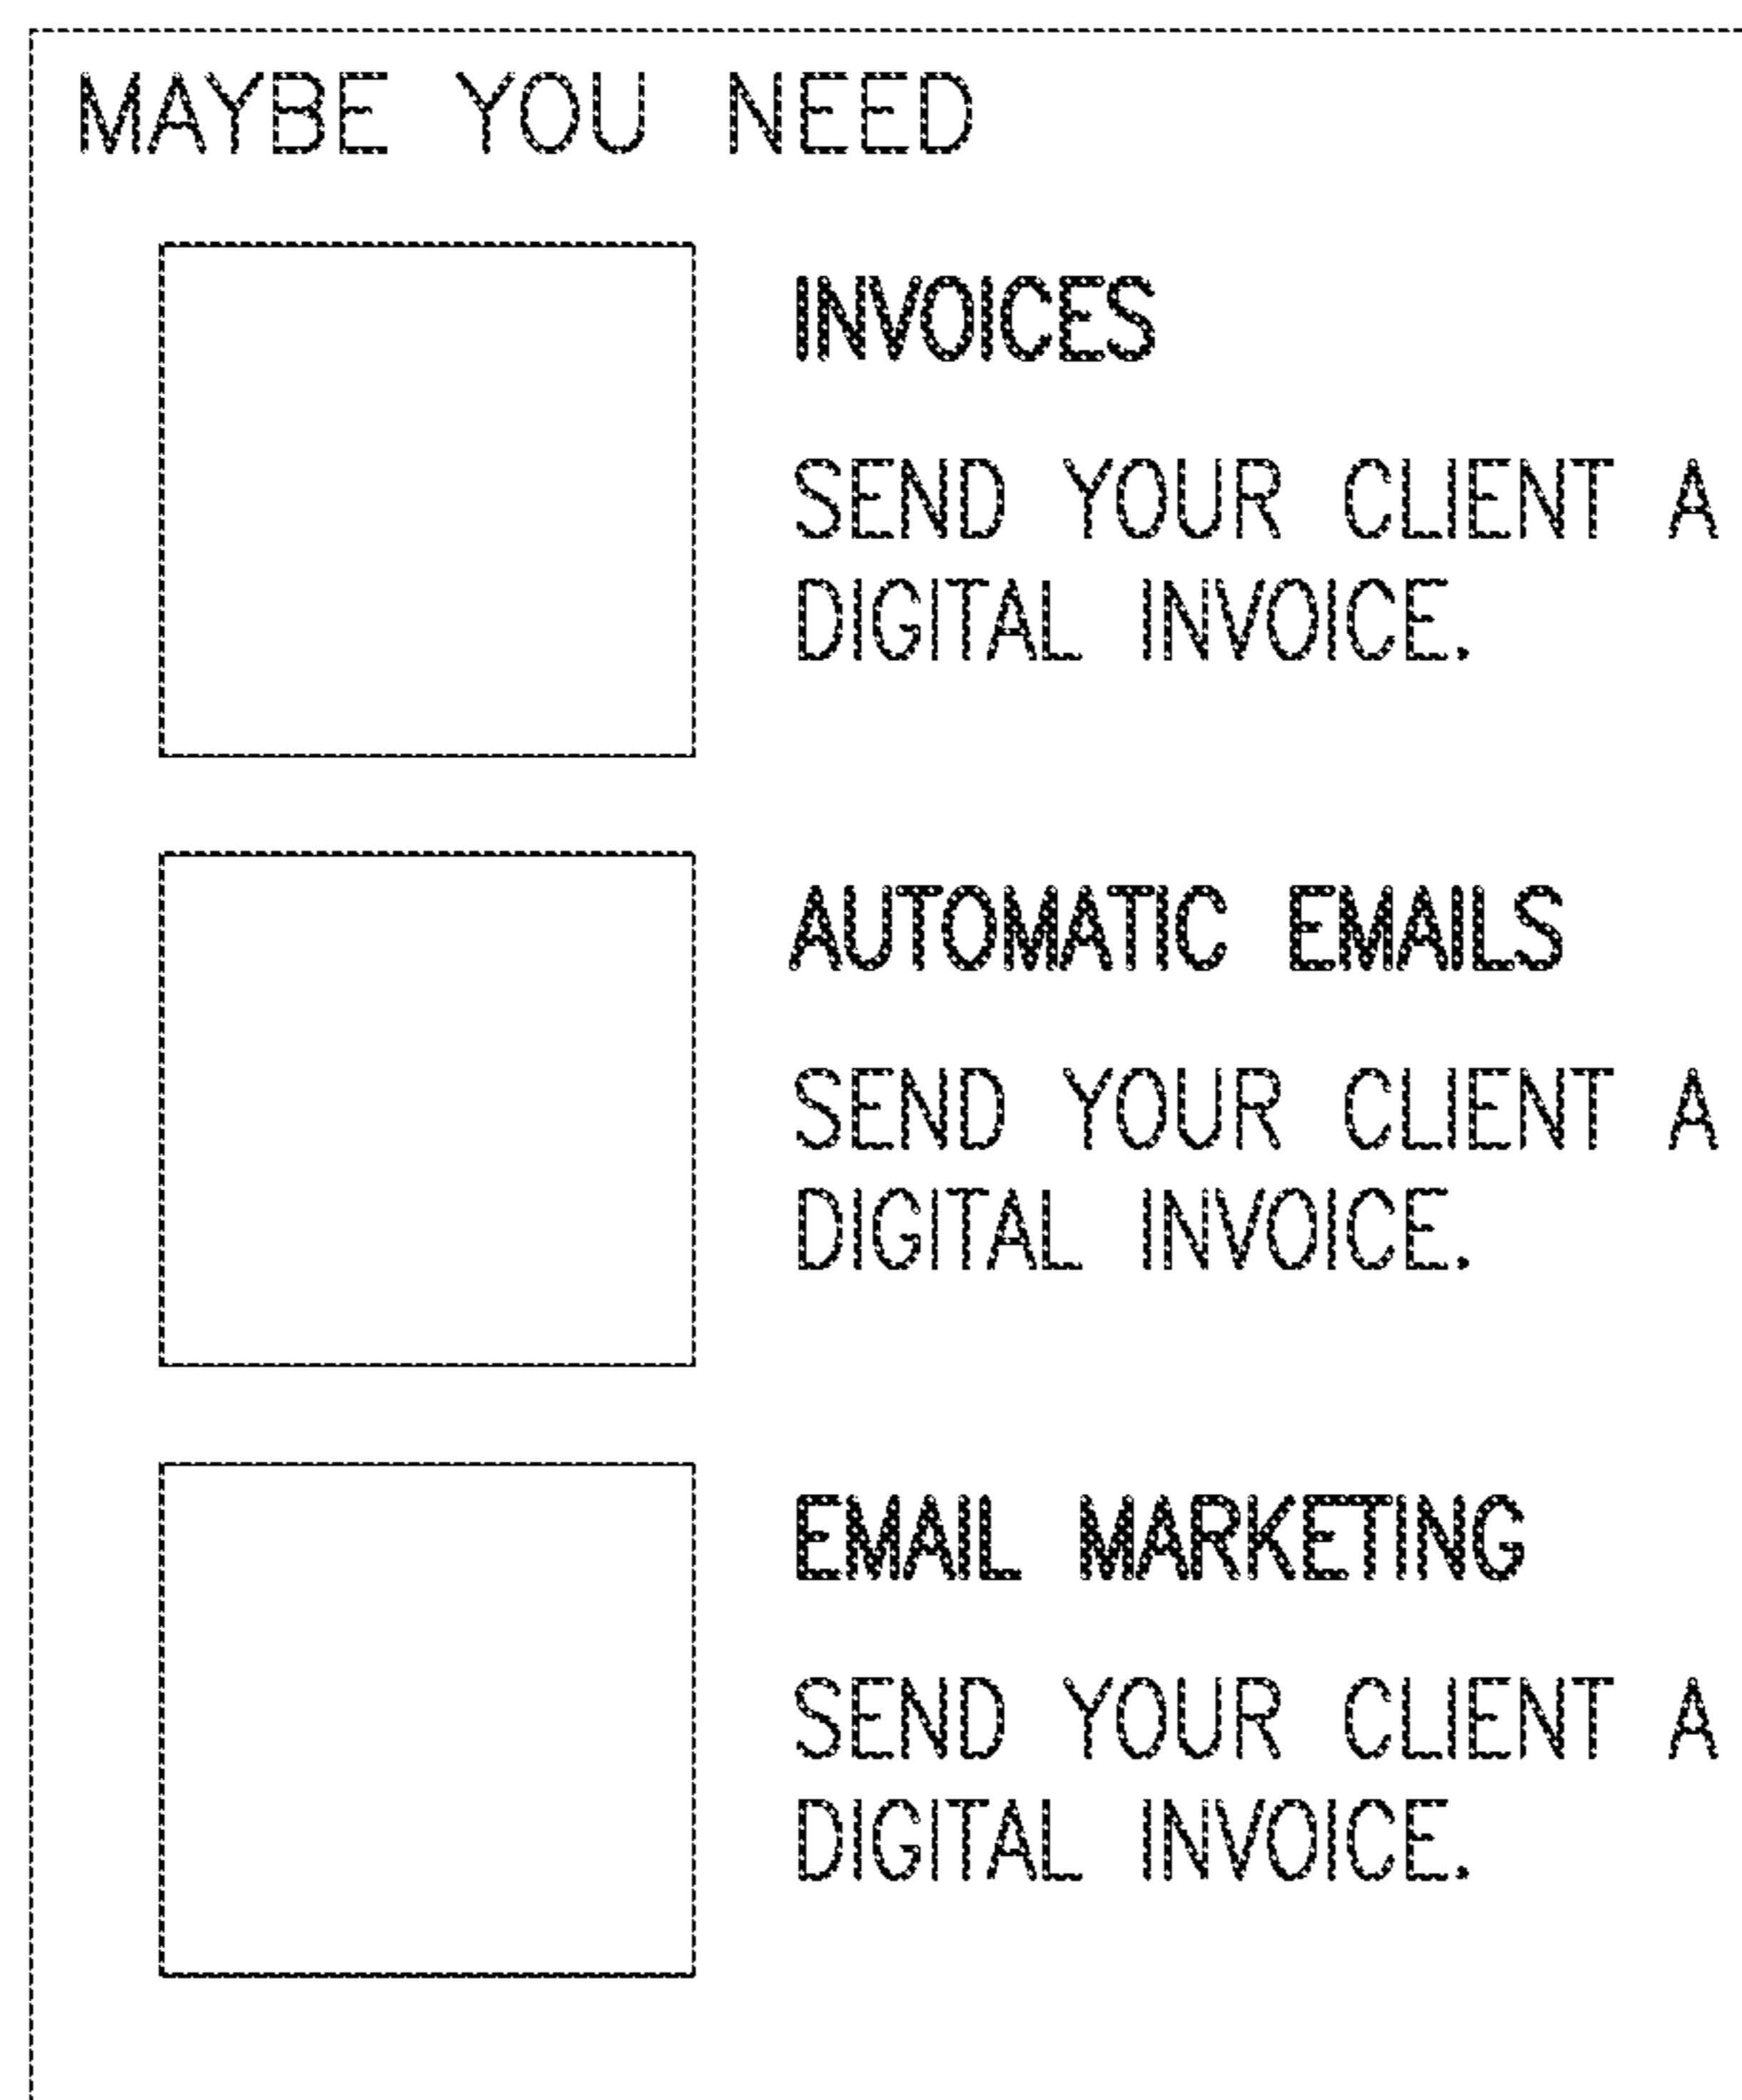 MAYBE YOU NEED
INVOICES
SEND YOUR CLIENT A
DIGITAL INVOICE.
AUTOMATIC EMAILS
SEND YOUR CLIENT A
DIGITAL INVOICE.
EMAIL MARKETING
SEND YOUR CLIENT A
DIGITAL INVOICE.